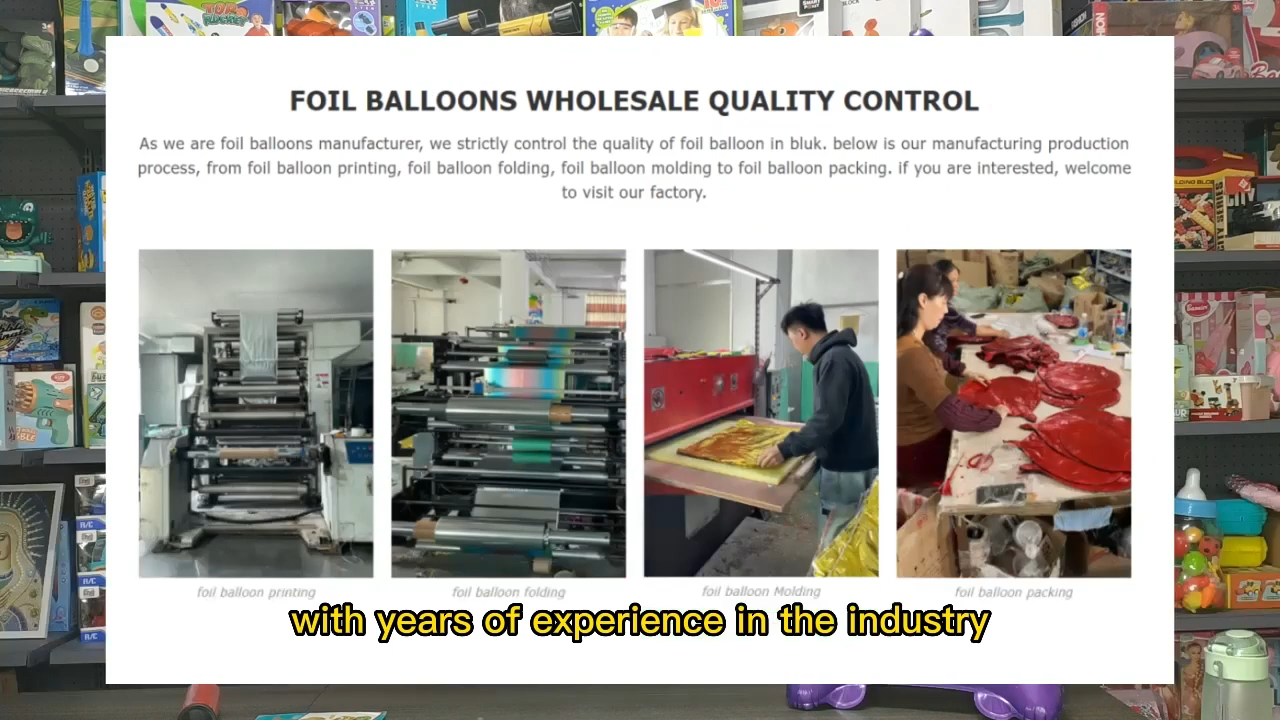 FOIL BALLOONS WHOLESALE QUALITY CONTROL
As we are foil balloons manufacturer, we strictly control the quality of foil balloon in bluk. below is our manufacturing production
process, from foil balloon printing, foil balloon folding, foil balloon molding to foil balloon packing. if you are interested, welcome
to visit our factory.
foil balloon printing
foil balloon folding
foil balloon Molding
foil balloon packing
with years of experience in the industry
R/C
R/C
R/C